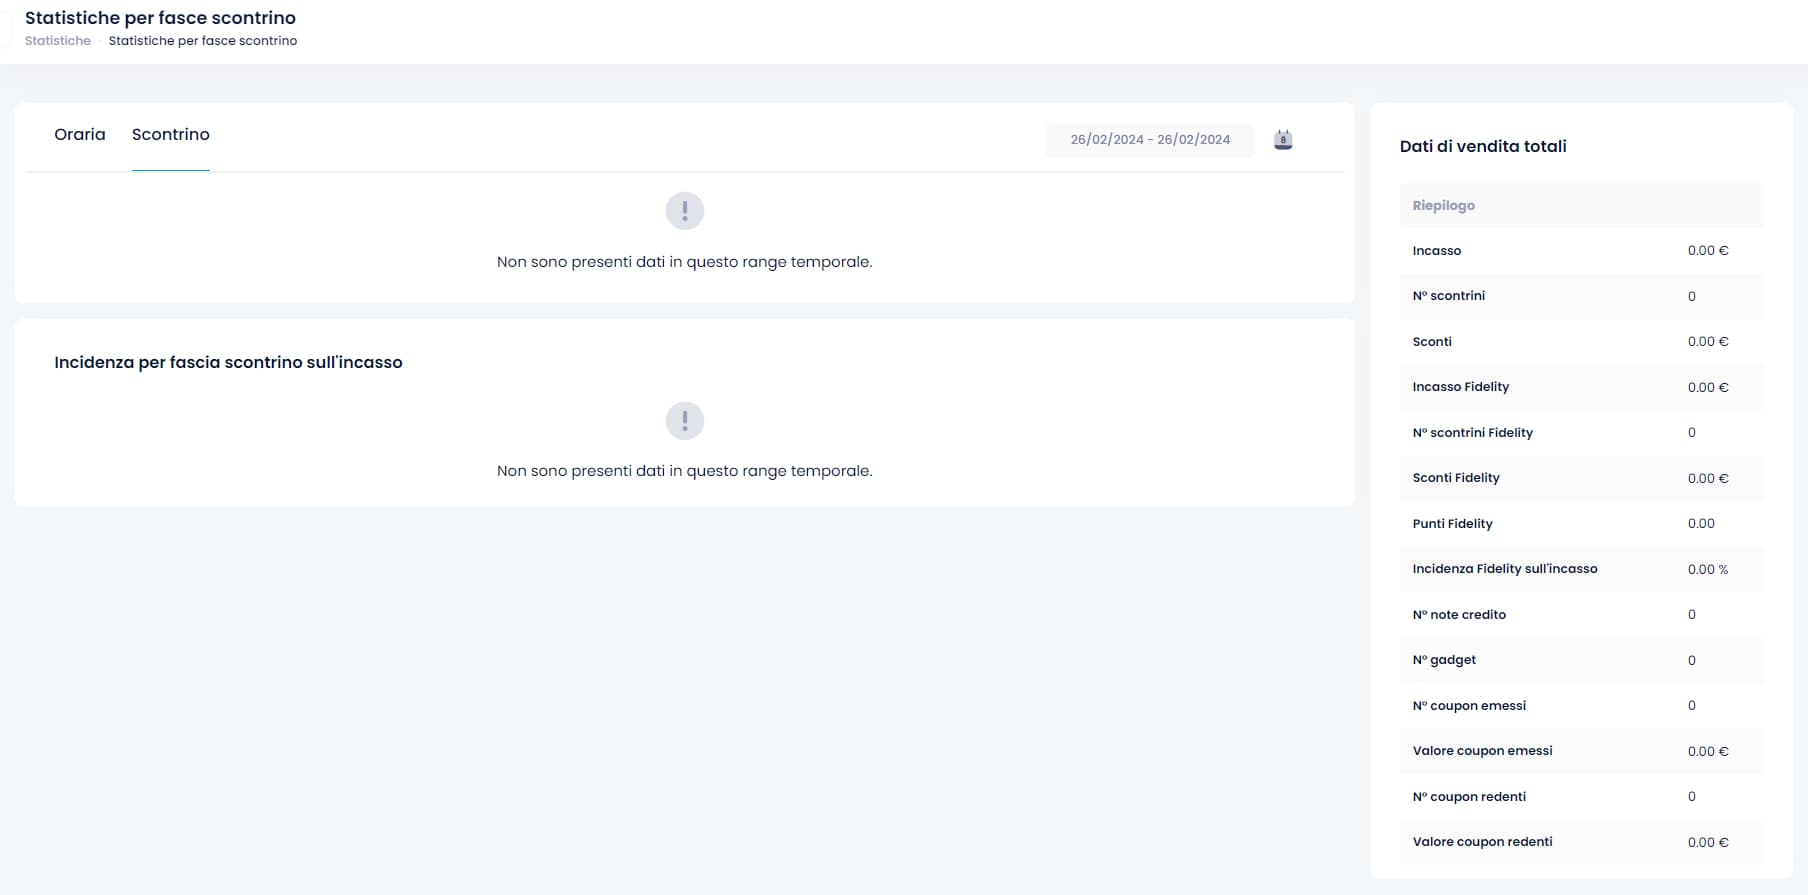 Statistiche per fasce scontrino
Statistiche - Statistiche per fasce scontrino
Oraria Scontrino 26/02/2024 - 26/02/2024 8
Non sono presenti dati in questo range temporale.
Incidenza per fascia scontrino sull'incasso
Non sono presenti dati in questo range temporale.
Dati di vendita totali
Riepilogo
Incasso 0.00 €
N° scontrini 0
Sconti 0.00 €
Incasso Fidelity 0.00 €
N° scontrini Fidelity 0
Sconti Fidelity 0.00 €
Punti Fidelity 0.00
Incidenza Fidelity sull'incasso 0.00 %
N° note credito 0
N° gadget 0
N° coupon emessi 0
Valore coupon emessi 0.00 €
N° coupon redenti 0
Valore coupon redenti 0.00 €